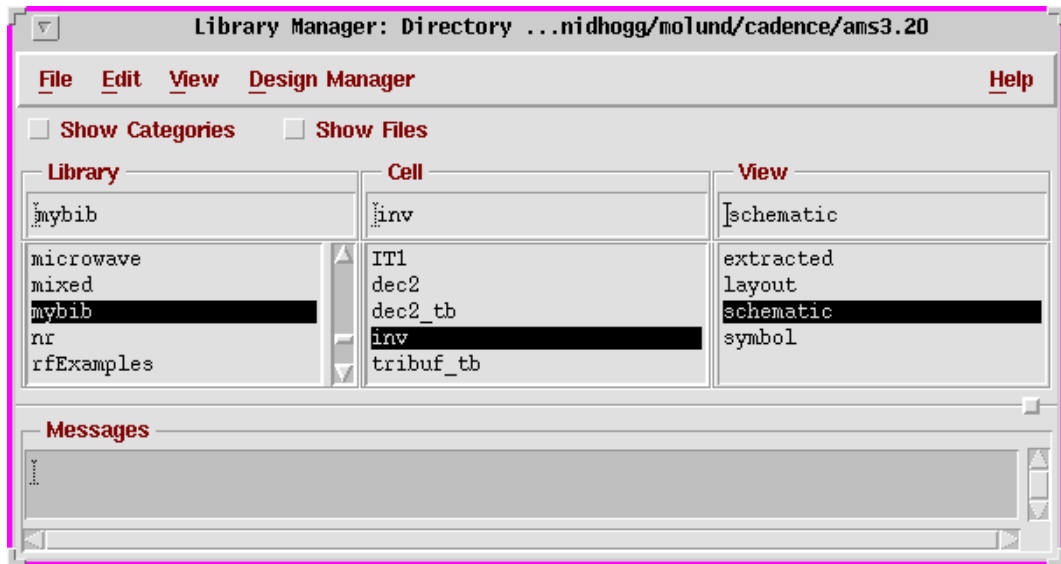 Library Manager: Directory ...nidhogg/molund/cadence/ams3.20
File Edit View Design Manager Help
Show Categories Show Files
Library Cell View
mybib inv schematic
microwave IT1 extracted
mixed dec2 layout
mybib dec2_tb schematic
nr inv symbol
rfExamples tribuf_tb
Messages